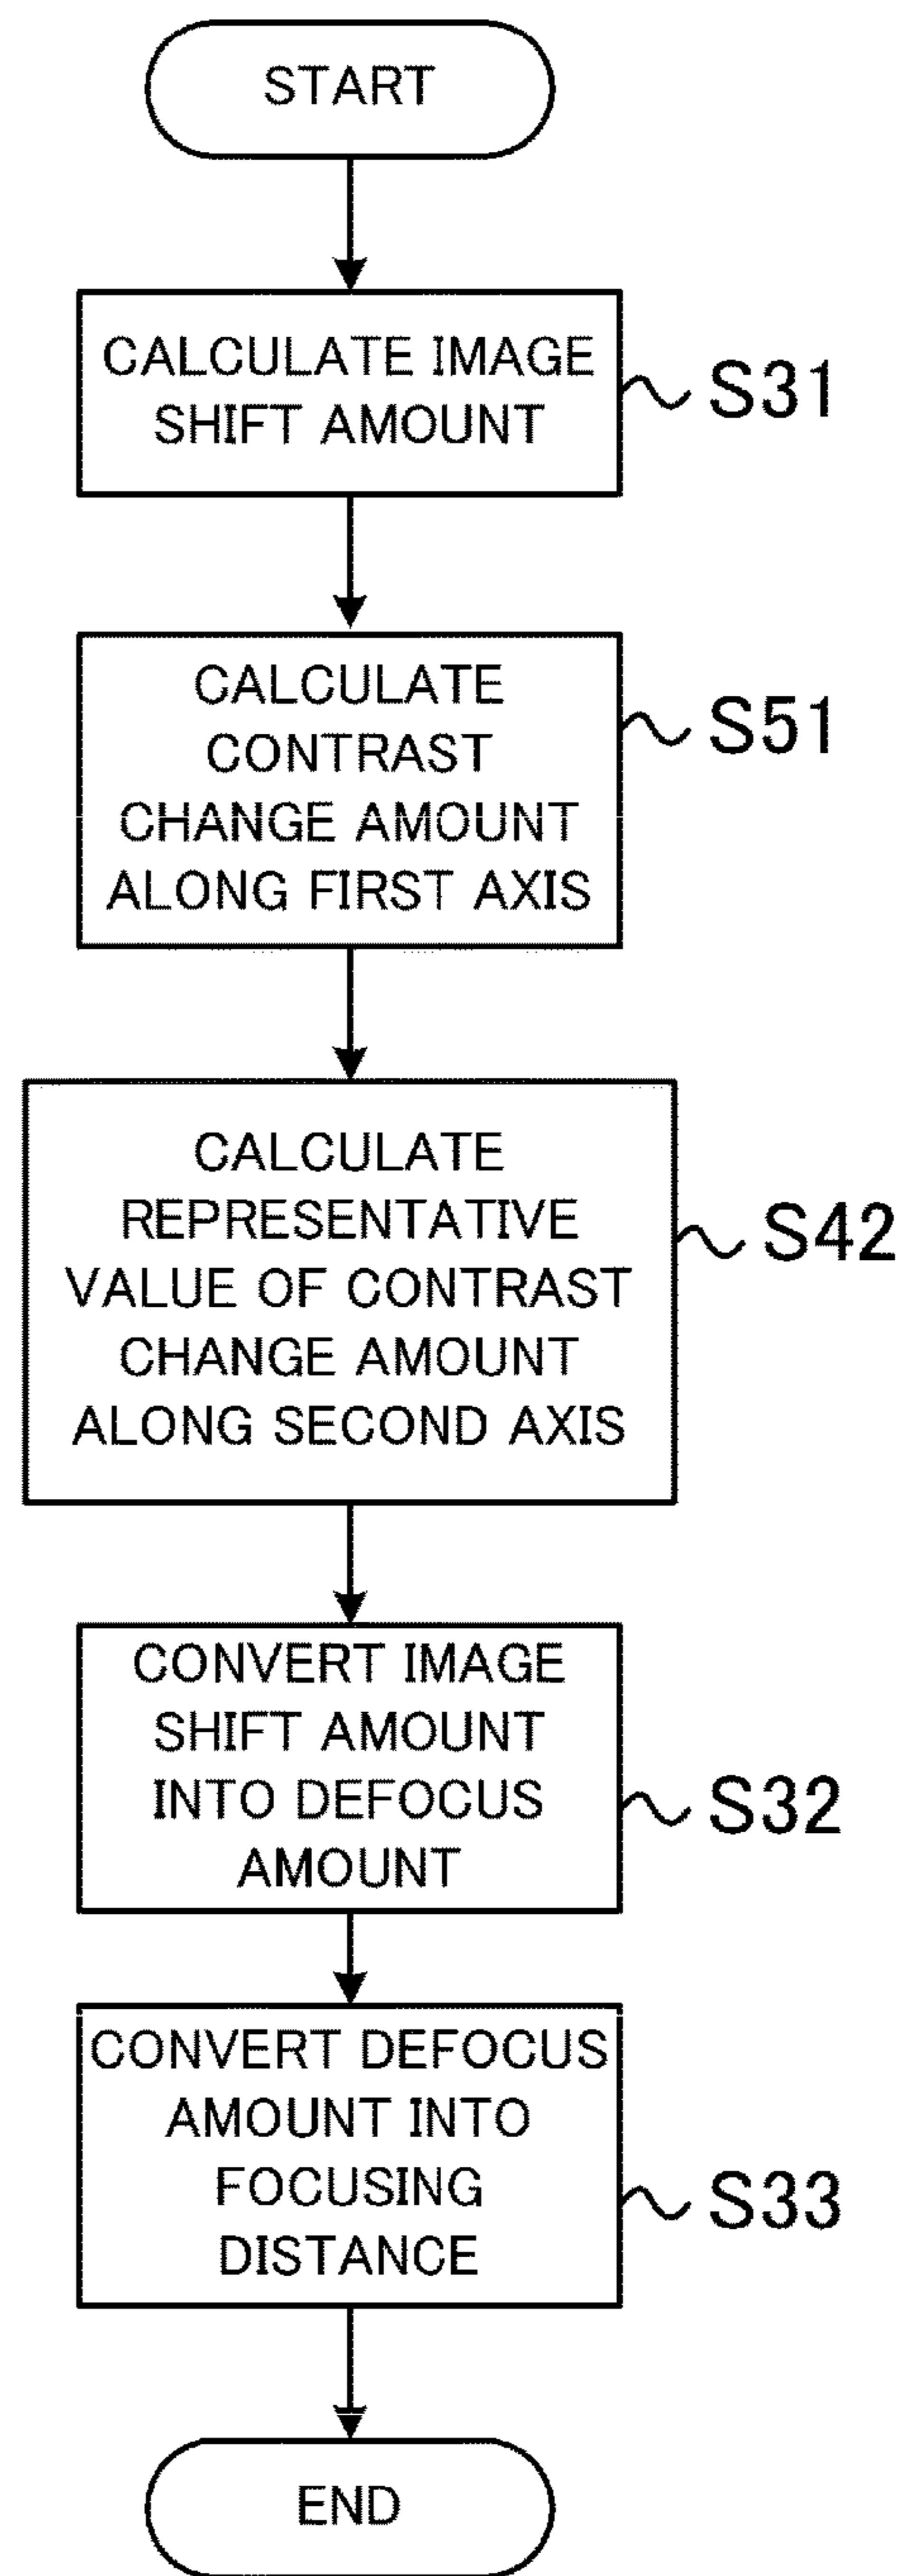 START
CALCULATE IMAGE
SHIFT AMOUNT
S31
CALCULATE
CONTRAST
CHANGE AMOUNT
ALONG FIRST AXIS
S51
CALCULATE
REPRESENTATIVE
VALUE OF CONTRAST
CHANGE AMOUNT
ALONG SECOND AXIS
S42
CONVERT IMAGE
SHIFT AMOUNT
INTO DEFOCUS
AMOUNT
S32
CONVERT DEFOCUS
AMOUNT INTO
FOCUSING
DISTANCE
S33
END